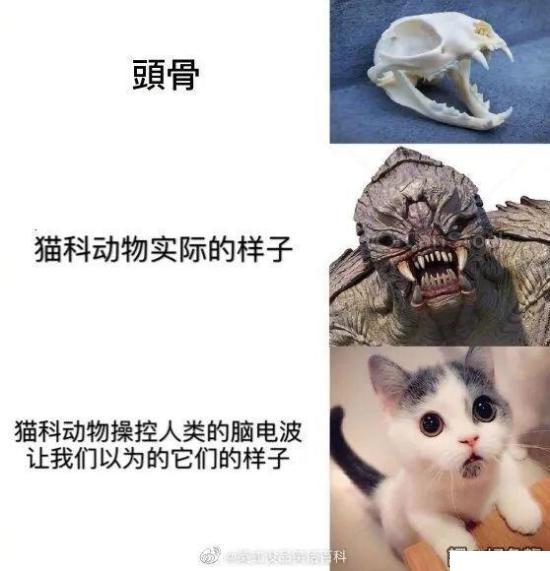 頭骨
猫科动物实际的样子
猫科动物操控人类的脑电波
让我们以为的它们的样子